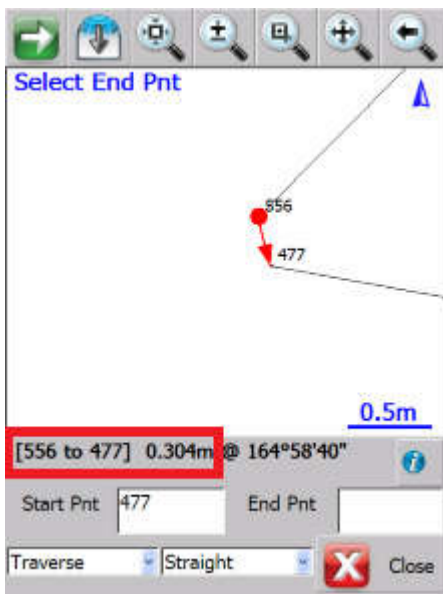 Select End Pnt
556
477
0.5m
[556 to 477] 0.304m @ 164°58'40"
Start Pnt 477 End Pnt
Traverse Straight Close